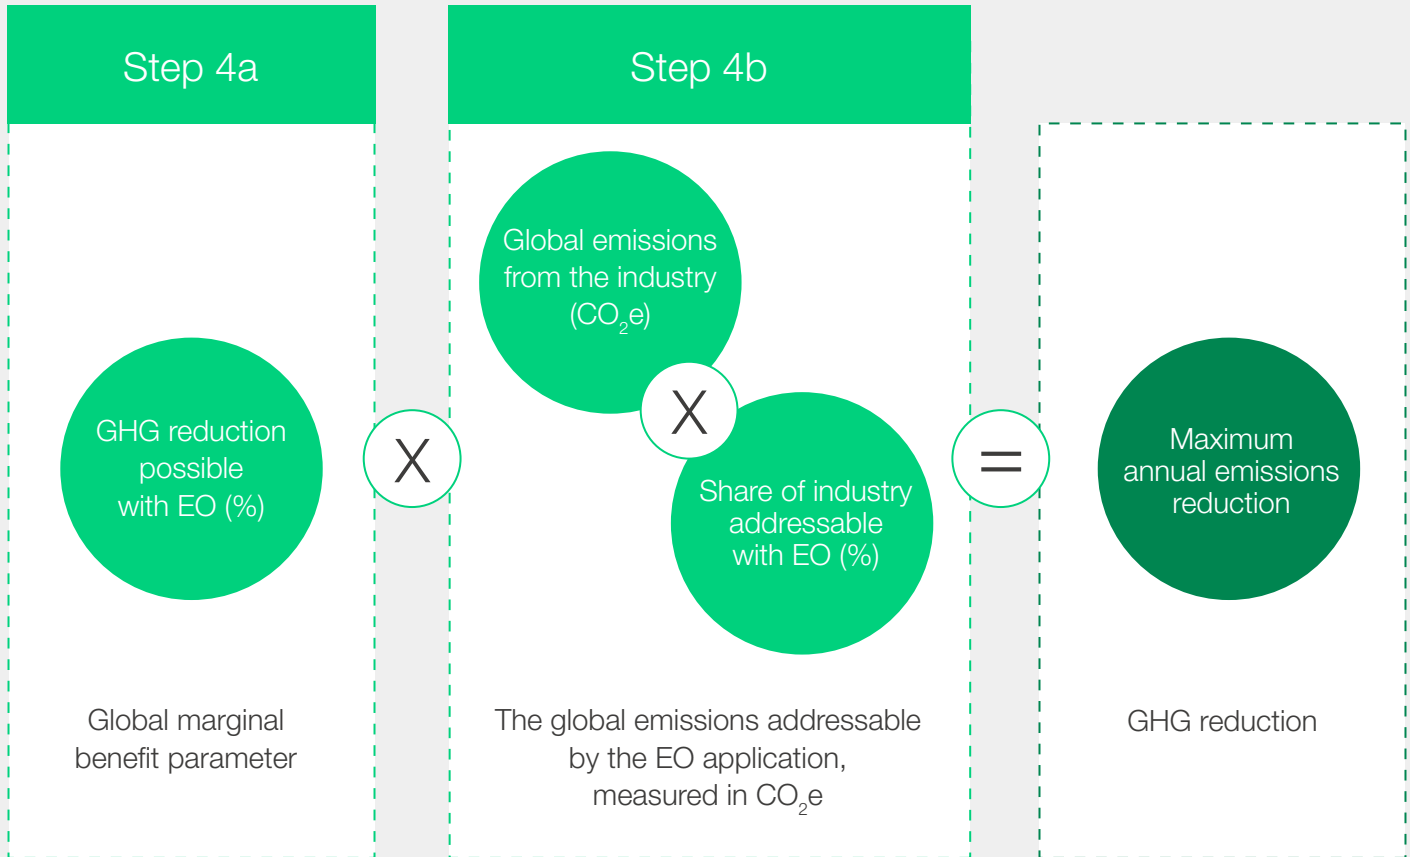 Step 4a
GHG reduction
possible
with EO (%)
Global marginal
benefit parameter
X
Step 4b
Global emissions
from the industry
(CO₂e)
X
Share of industry
addressable
with EO (%)
The global emissions addressable
by the EO application,
measured in CO₂e
=
Maximum
annual emissions
reduction
GHG reduction